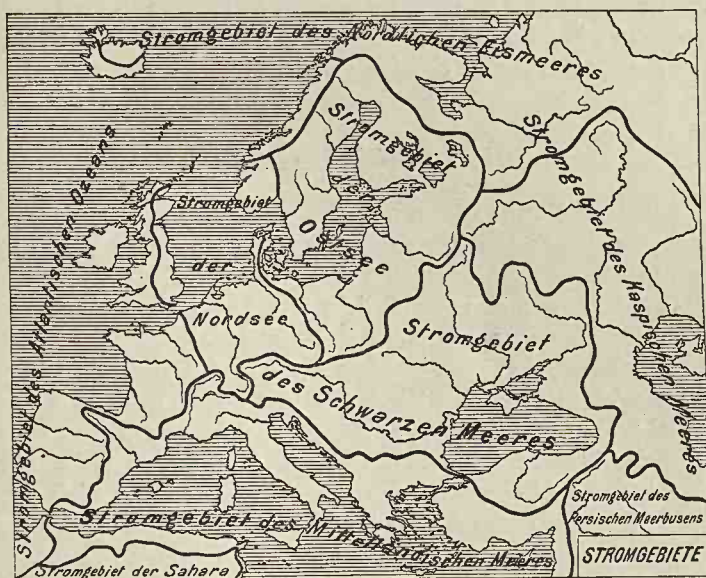 Stromgebiet des Nördlichen Eismeeres
Stromgebiet des Atlantischen Ozeans
Stromgebiet
der
Nordsee
Stromgebiet
der
Ostsee
Stromgebiet des Kaspischen Meeres
Stromgebiet
des Schwarzen Meeres
Stromgebiet des Mittelländischen Meeres
Stromgebiet der Sahara
Stromgebiet des
Persischen Meerbusens
STROMGEBIETE